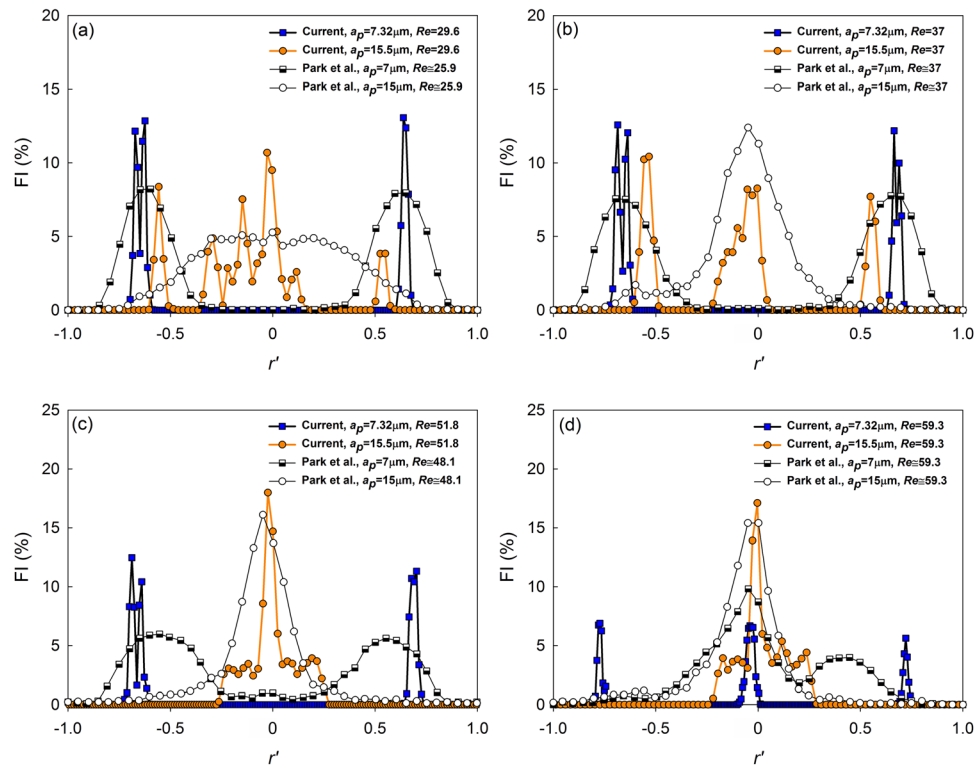 (a)
Current, ap=7.32μm, Re=29.6
Current, ap=15.5μm, Re=29.6
Park et al., ap=7μm, Re≅25.9
Park et al., ap=15μm, Re≅25.9
FI (%)
20
15
10
5
0
-1.0 -0.5 0 0.5 1.0
r'
(b)
Current, ap=7.32μm, Re=37
Current, ap=15.5μm, Re=37
Park et al., ap=7μm, Re≅37
Park et al., ap=15μm, Re≅37
FI (%)
20
15
10
5
0
-1.0 -0.5 0 0.5 1.0
r'
(c)
Current, ap=7.32μm, Re=51.8
Current, ap=15.5μm, Re=51.8
Park et al., ap=7μm, Re≅48.1
Park et al., ap=15μm, Re≅48.1
FI (%)
25
20
15
10
5
0
-1.0 -0.5 0 0.5 1.0
r'
(d)
Current, ap=7.32μm, Re=59.3
Current, ap=15.5μm, Re=59.3
Park et al., ap=7μm, Re≅59.3
Park et al., ap=15μm, Re≅59.3
FI (%)
25
20
15
10
5
0
-1.0 -0.5 0 0.5 1.0
r'